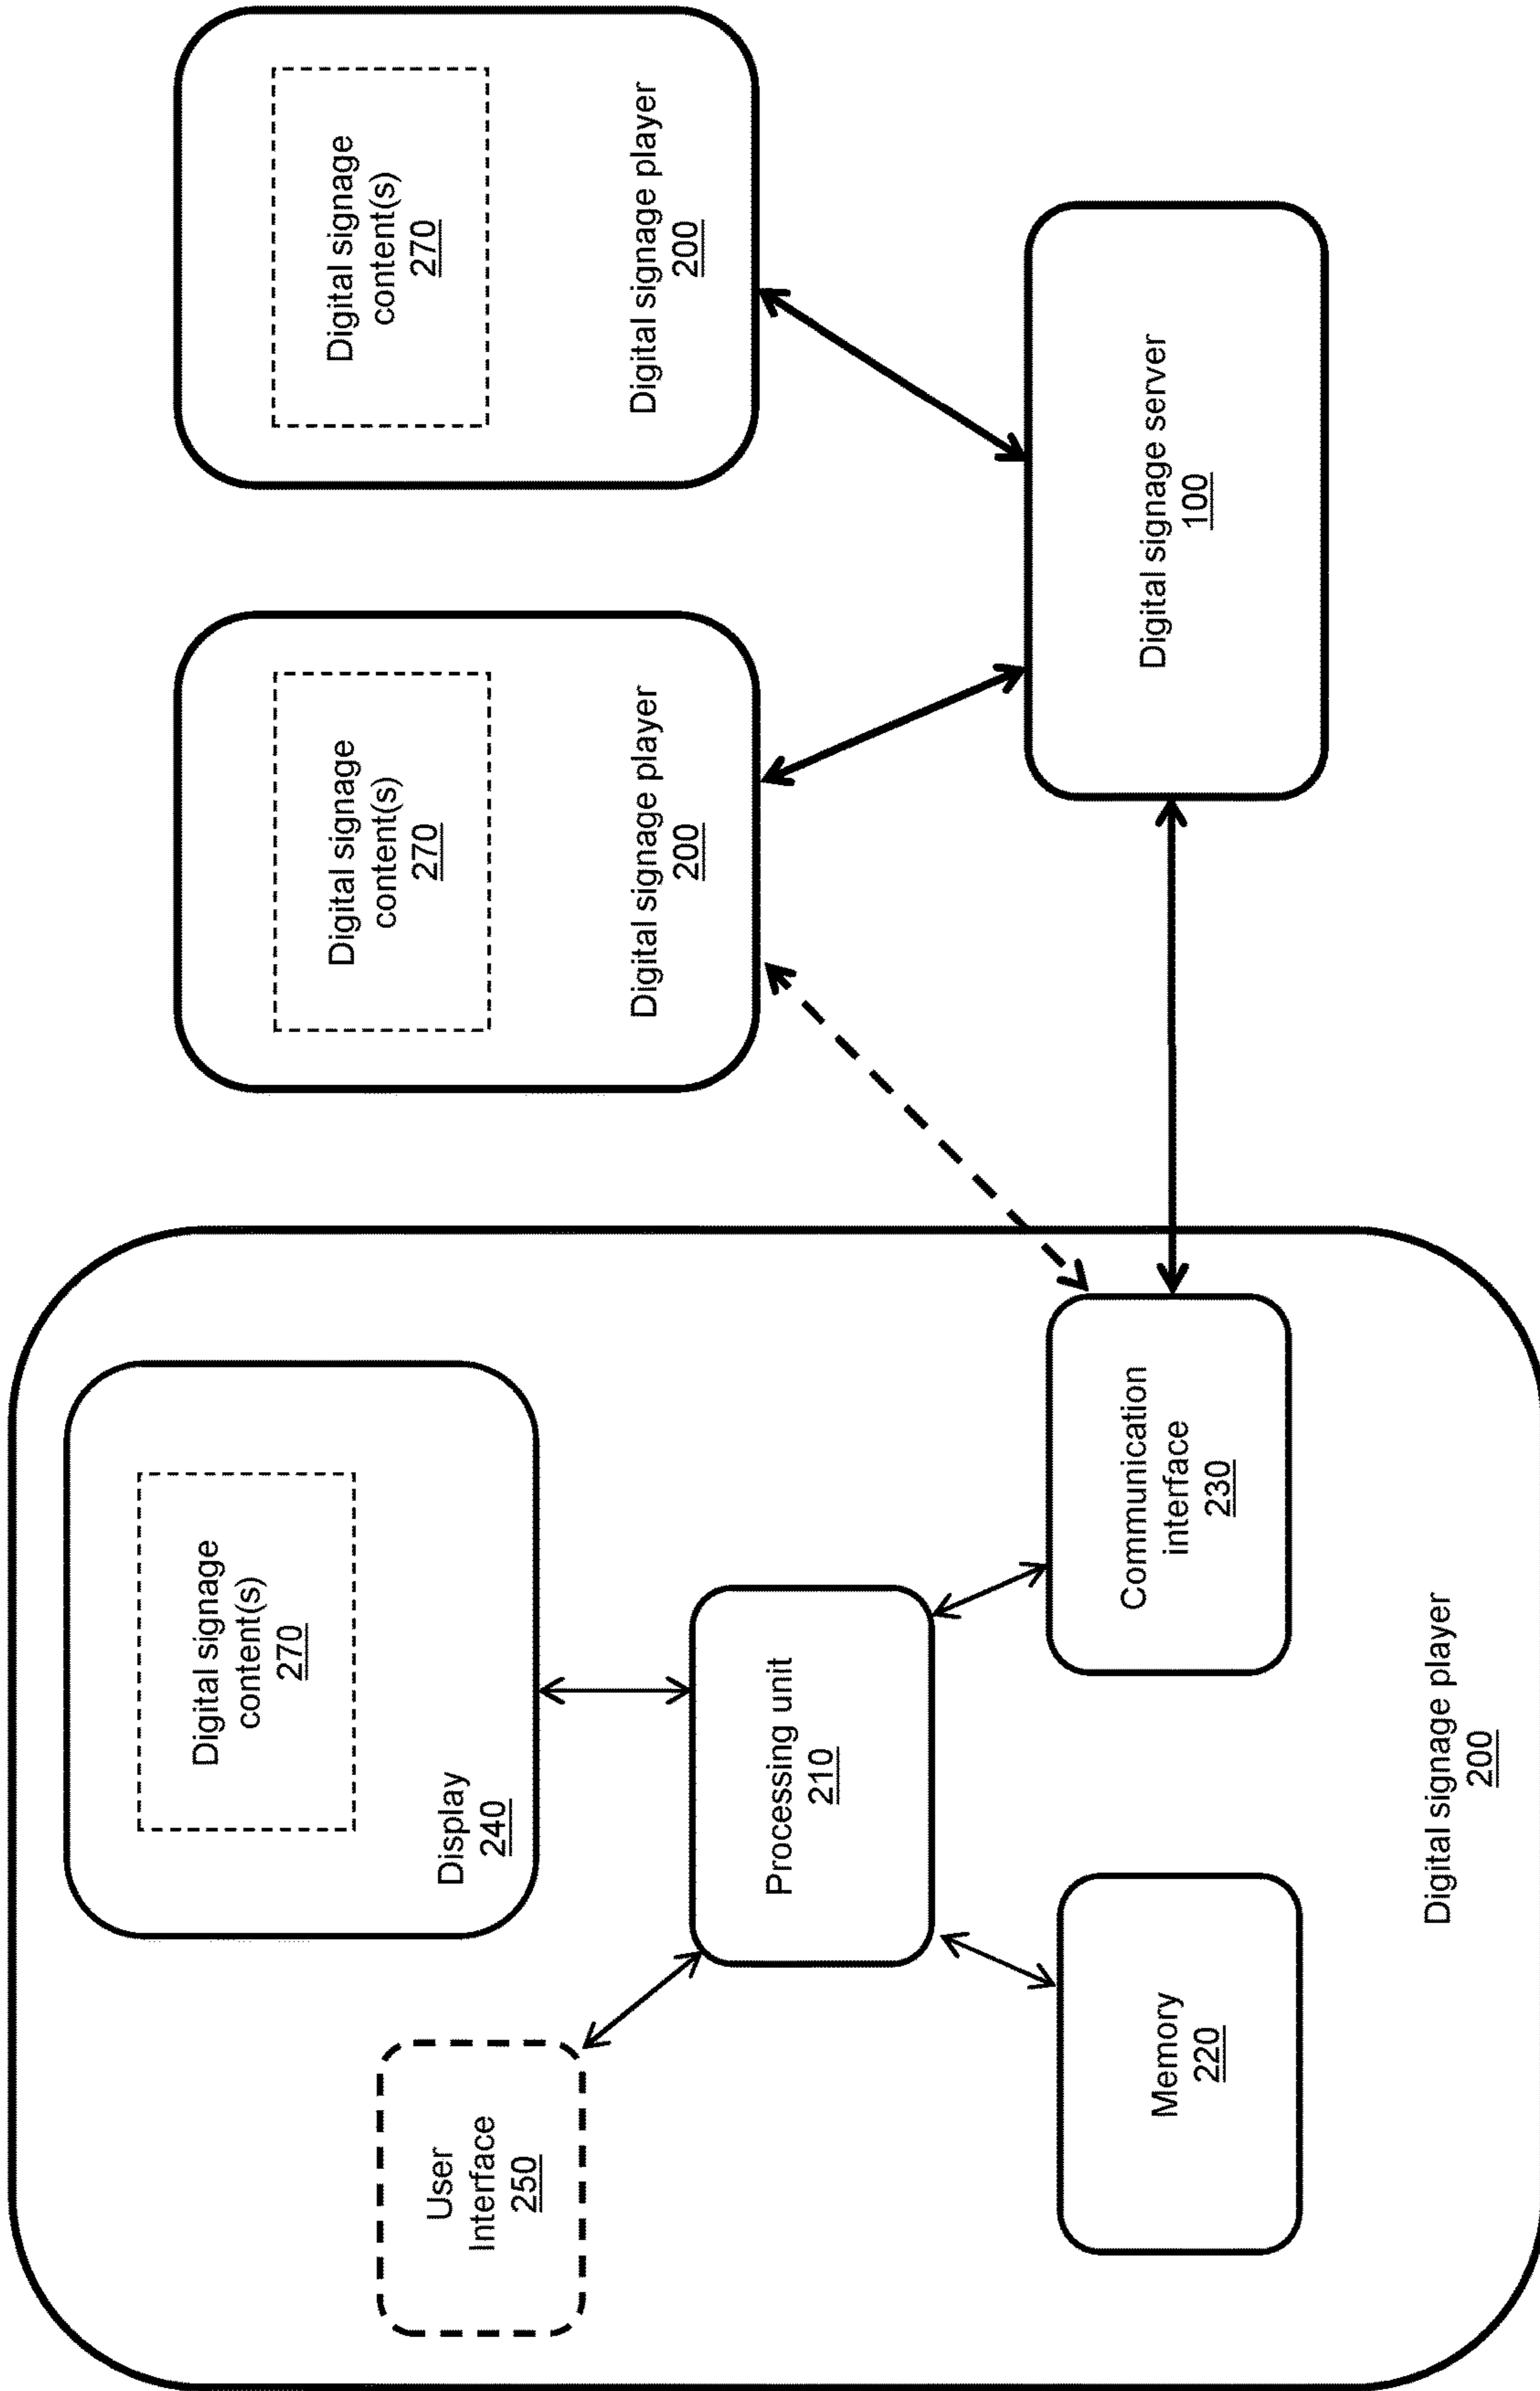 User
Interface
250
Digital signage
content(s)
270
Display
240
Processing unit
210
Memory
220
Communication
interface
230
Digital signage player
200
Digital signage
content(s)
270
Digital signage player
200
Digital signage
content(s)
270
Digital signage player
200
Digital signage server
100